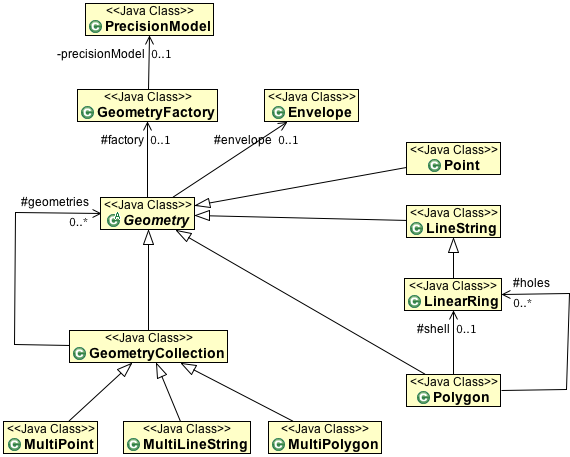 <<Java Class>>
C PrecisionModel
-precisionModel 0..1
<<Java Class>>
C GeometryFactory
<<Java Class>>
C Envelope
#factory 0..1
#envelope 0..1
<<Java Class>>
C Point
<<Java Class>>
C A Geometry
#geometries
0..*
<<Java Class>>
C LineString
<<Java Class>>
C LinearRing
#holes
0..*
#shell 0..1
<<Java Class>>
C GeometryCollection
<<Java Class>>
C Polygon
<<Java Class>>
C MultiPoint
<<Java Class>>
C MultiLineString
<<Java Class>>
C MultiPolygon